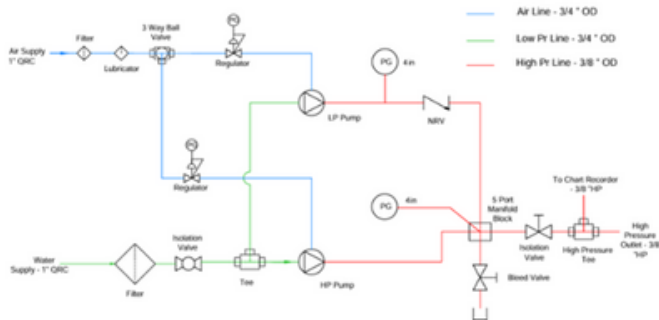 Air Line - 3/4 " OD
Low Pr Line - 3/4 " OD
High Pr Line - 3/8 " OD
Air Supply
1" QRC
Filter
Lubricator
3 Way Ball
Valve
Regulator
PG
4 in
LP Pump
NRV
Regulator
PG
4in
5 Port
Manifold
Block
To Chart Recorder
- 3/8 "HP
Isolation
Valve
High Pressure
Tee
High
Pressure
Outlet - 3/8
"HP
Water
Supply - 1" QRC
Filter
Isolation
Valve
Tee
HP Pump
Bleed Valve